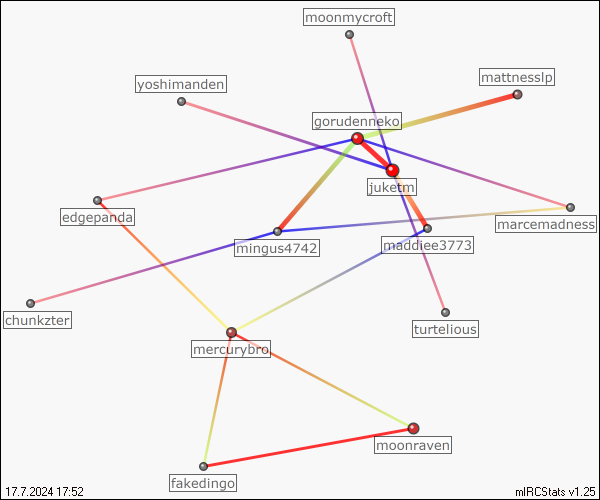 moonmycroft
mattnesslp
yoshimanden
gorudenneko
juketm
edgepanda
marcemadness
mingus4742
maddiee3773
chunkzter
turtelious
mercurybro
moonraven
fakedingo
17.7.2024 17:52
mIRCStats v1.25